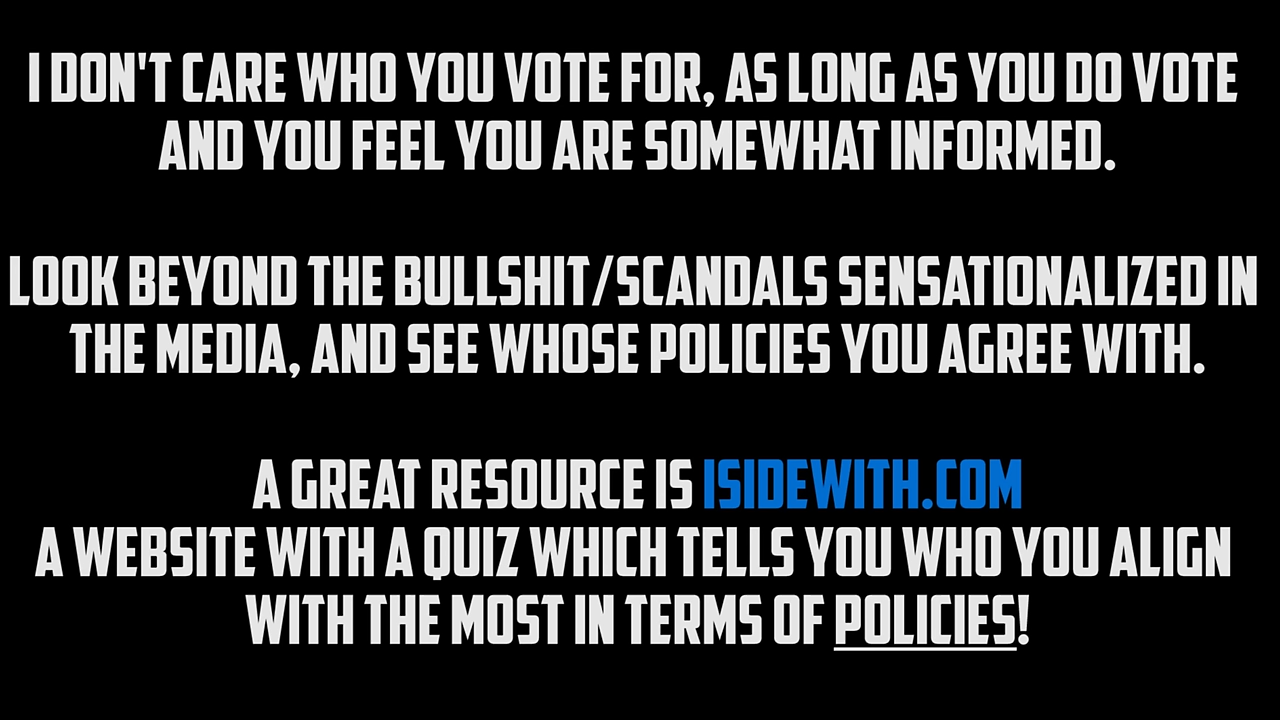 I DON'T CARE WHO YOU VOTE FOR, AS LONG AS YOU DO VOTE
AND YOU FEEL YOU ARE SOMEWHAT INFORMED.
LOOK BEYOND THE BULLSHIT/SCANDALS SENSATIONALIZED IN
THE MEDIA, AND SEE WHOSE POLICIES YOU AGREE WITH.
A GREAT RESOURCE IS ISIDEWITH.COM
A WEBSITE WITH A QUIZ WHICH TELLS YOU WHO YOU ALIGN
WITH THE MOST IN TERMS OF POLICIES!